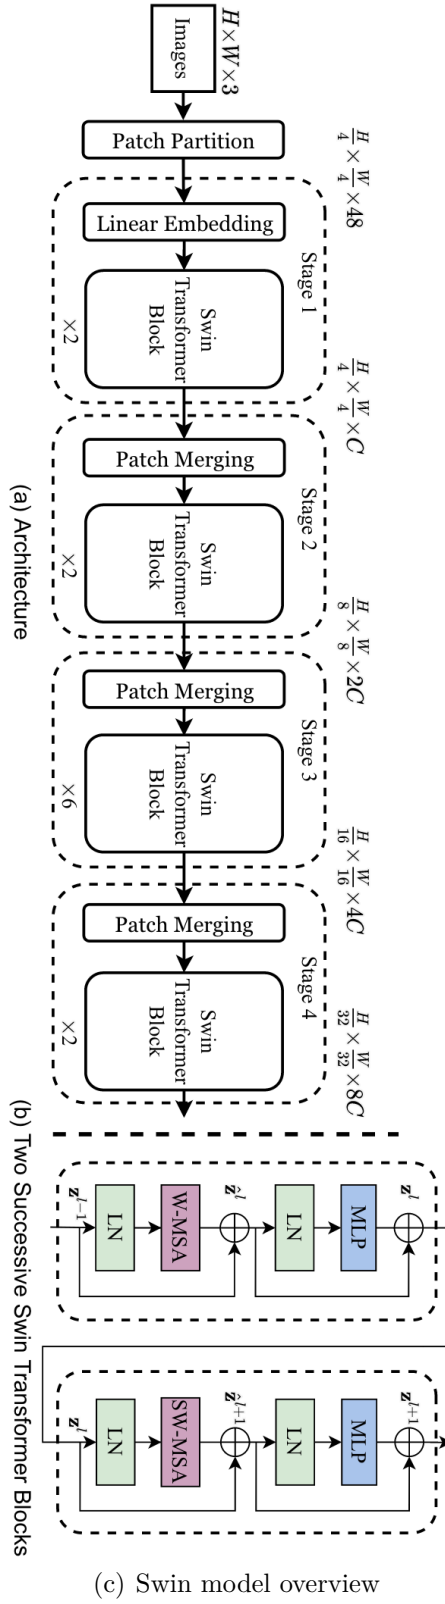 H×W×3
Images
Patch Partition
H/4 × W/4 ×48
Stage 1
Linear Embedding
Swin
Transformer
Block
×2
H/4 × W/4 ×C
Stage 2
Patch Merging
Swin
Transformer
Block
×2
H/8 × W/8 ×2C
Stage 3
Patch Merging
Swin
Transformer
Block
×6
H/16 × W/16 ×4C
Stage 4
Patch Merging
Swin
Transformer
Block
×2
H/32 × W/32 ×8C
(a) Architecture
z^l
MLP
LN
ẑ^l
W-MSA
LN
z^{l-1}
z^{l+1}
MLP
LN
ẑ^{l+1}
SW-MSA
LN
z^l
(b) Two Successive Swin Transformer Blocks
(c) Swin model overview